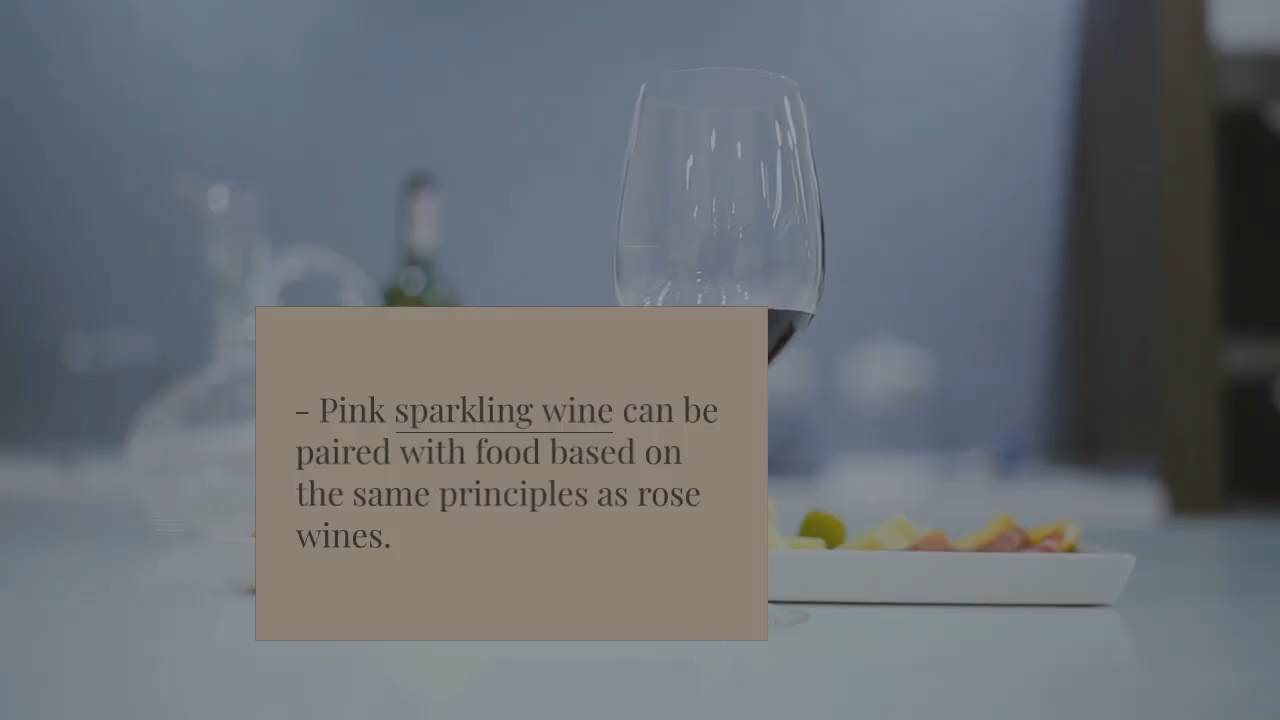 - Pink sparkling wine can be
paired with food based on
the same principles as rose
wines.